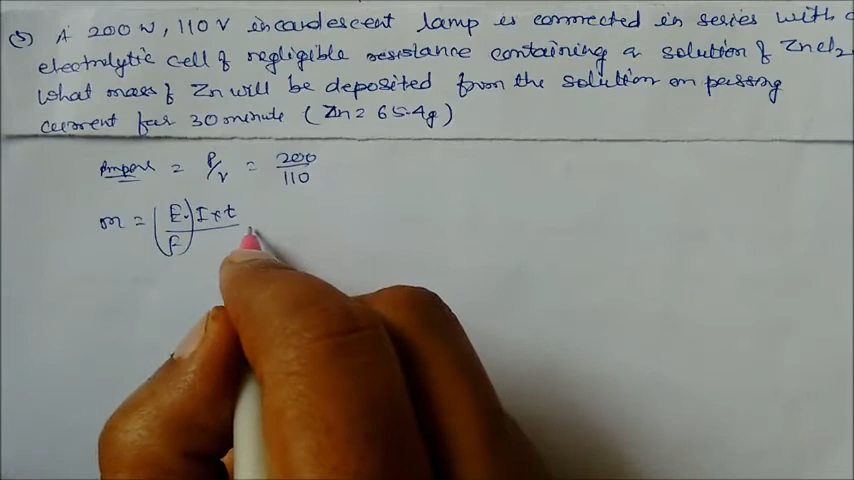 (5) A 200 W, 110 V incandescent lamp is connected in series with a
electrolytic cell of negligible resistance containing a solution of ZnCl2.
What mass of Zn will be deposited from the solution on passing
current for 30 minute (Zn = 65.4g)
Ampere = P/V = 200/110
m = (E/F) I × t